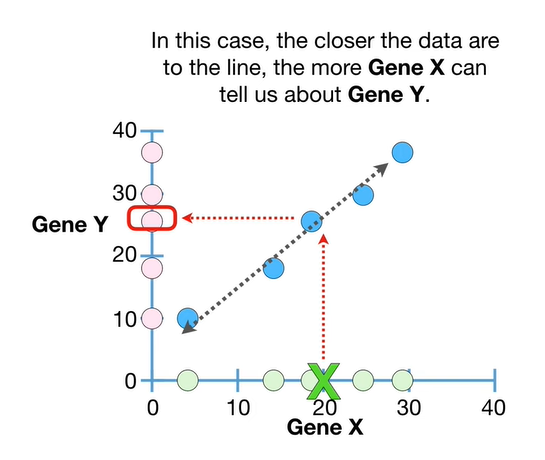 In this case, the closer the data are
to the line, the more Gene X can
tell us about Gene Y.
40
30
Gene Y
20
10
0
X
0 10 20 30 40
Gene X